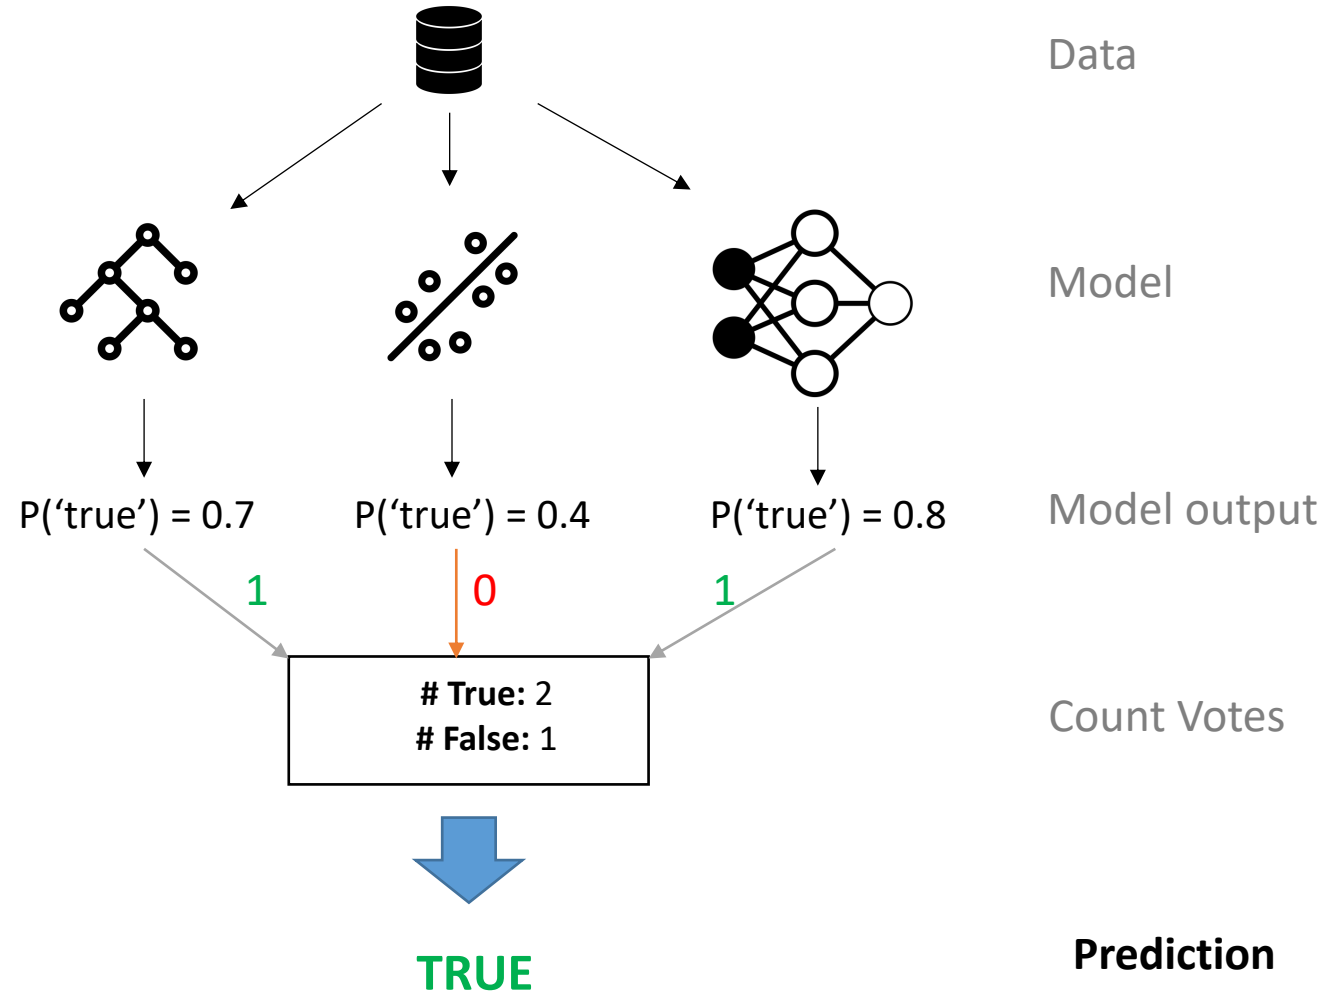 Data
Model
P(‘true’) = 0.7
P(‘true’) = 0.4
P(‘true’) = 0.8
Model output
1
0
1
# True: 2
# False: 1
Count Votes
TRUE
Prediction